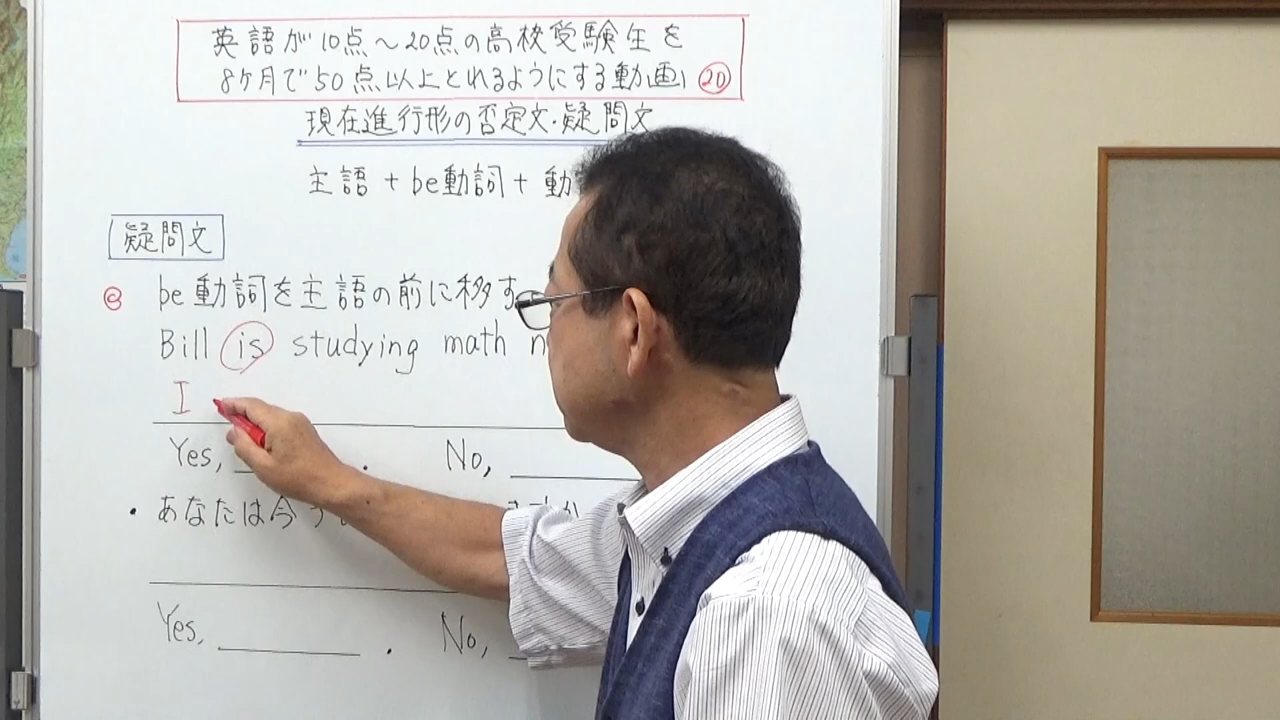 英語が10点～20点の高校受験生を
8ヶ月で50点以上とれるようにする動画 20
現在進行形の否定文・疑問文
主語 + be動詞 + 動
疑問文
be動詞を主語の前に移す
Bill is studying math n
I
Yes, . No,
・あなたは今
Yes, . No,